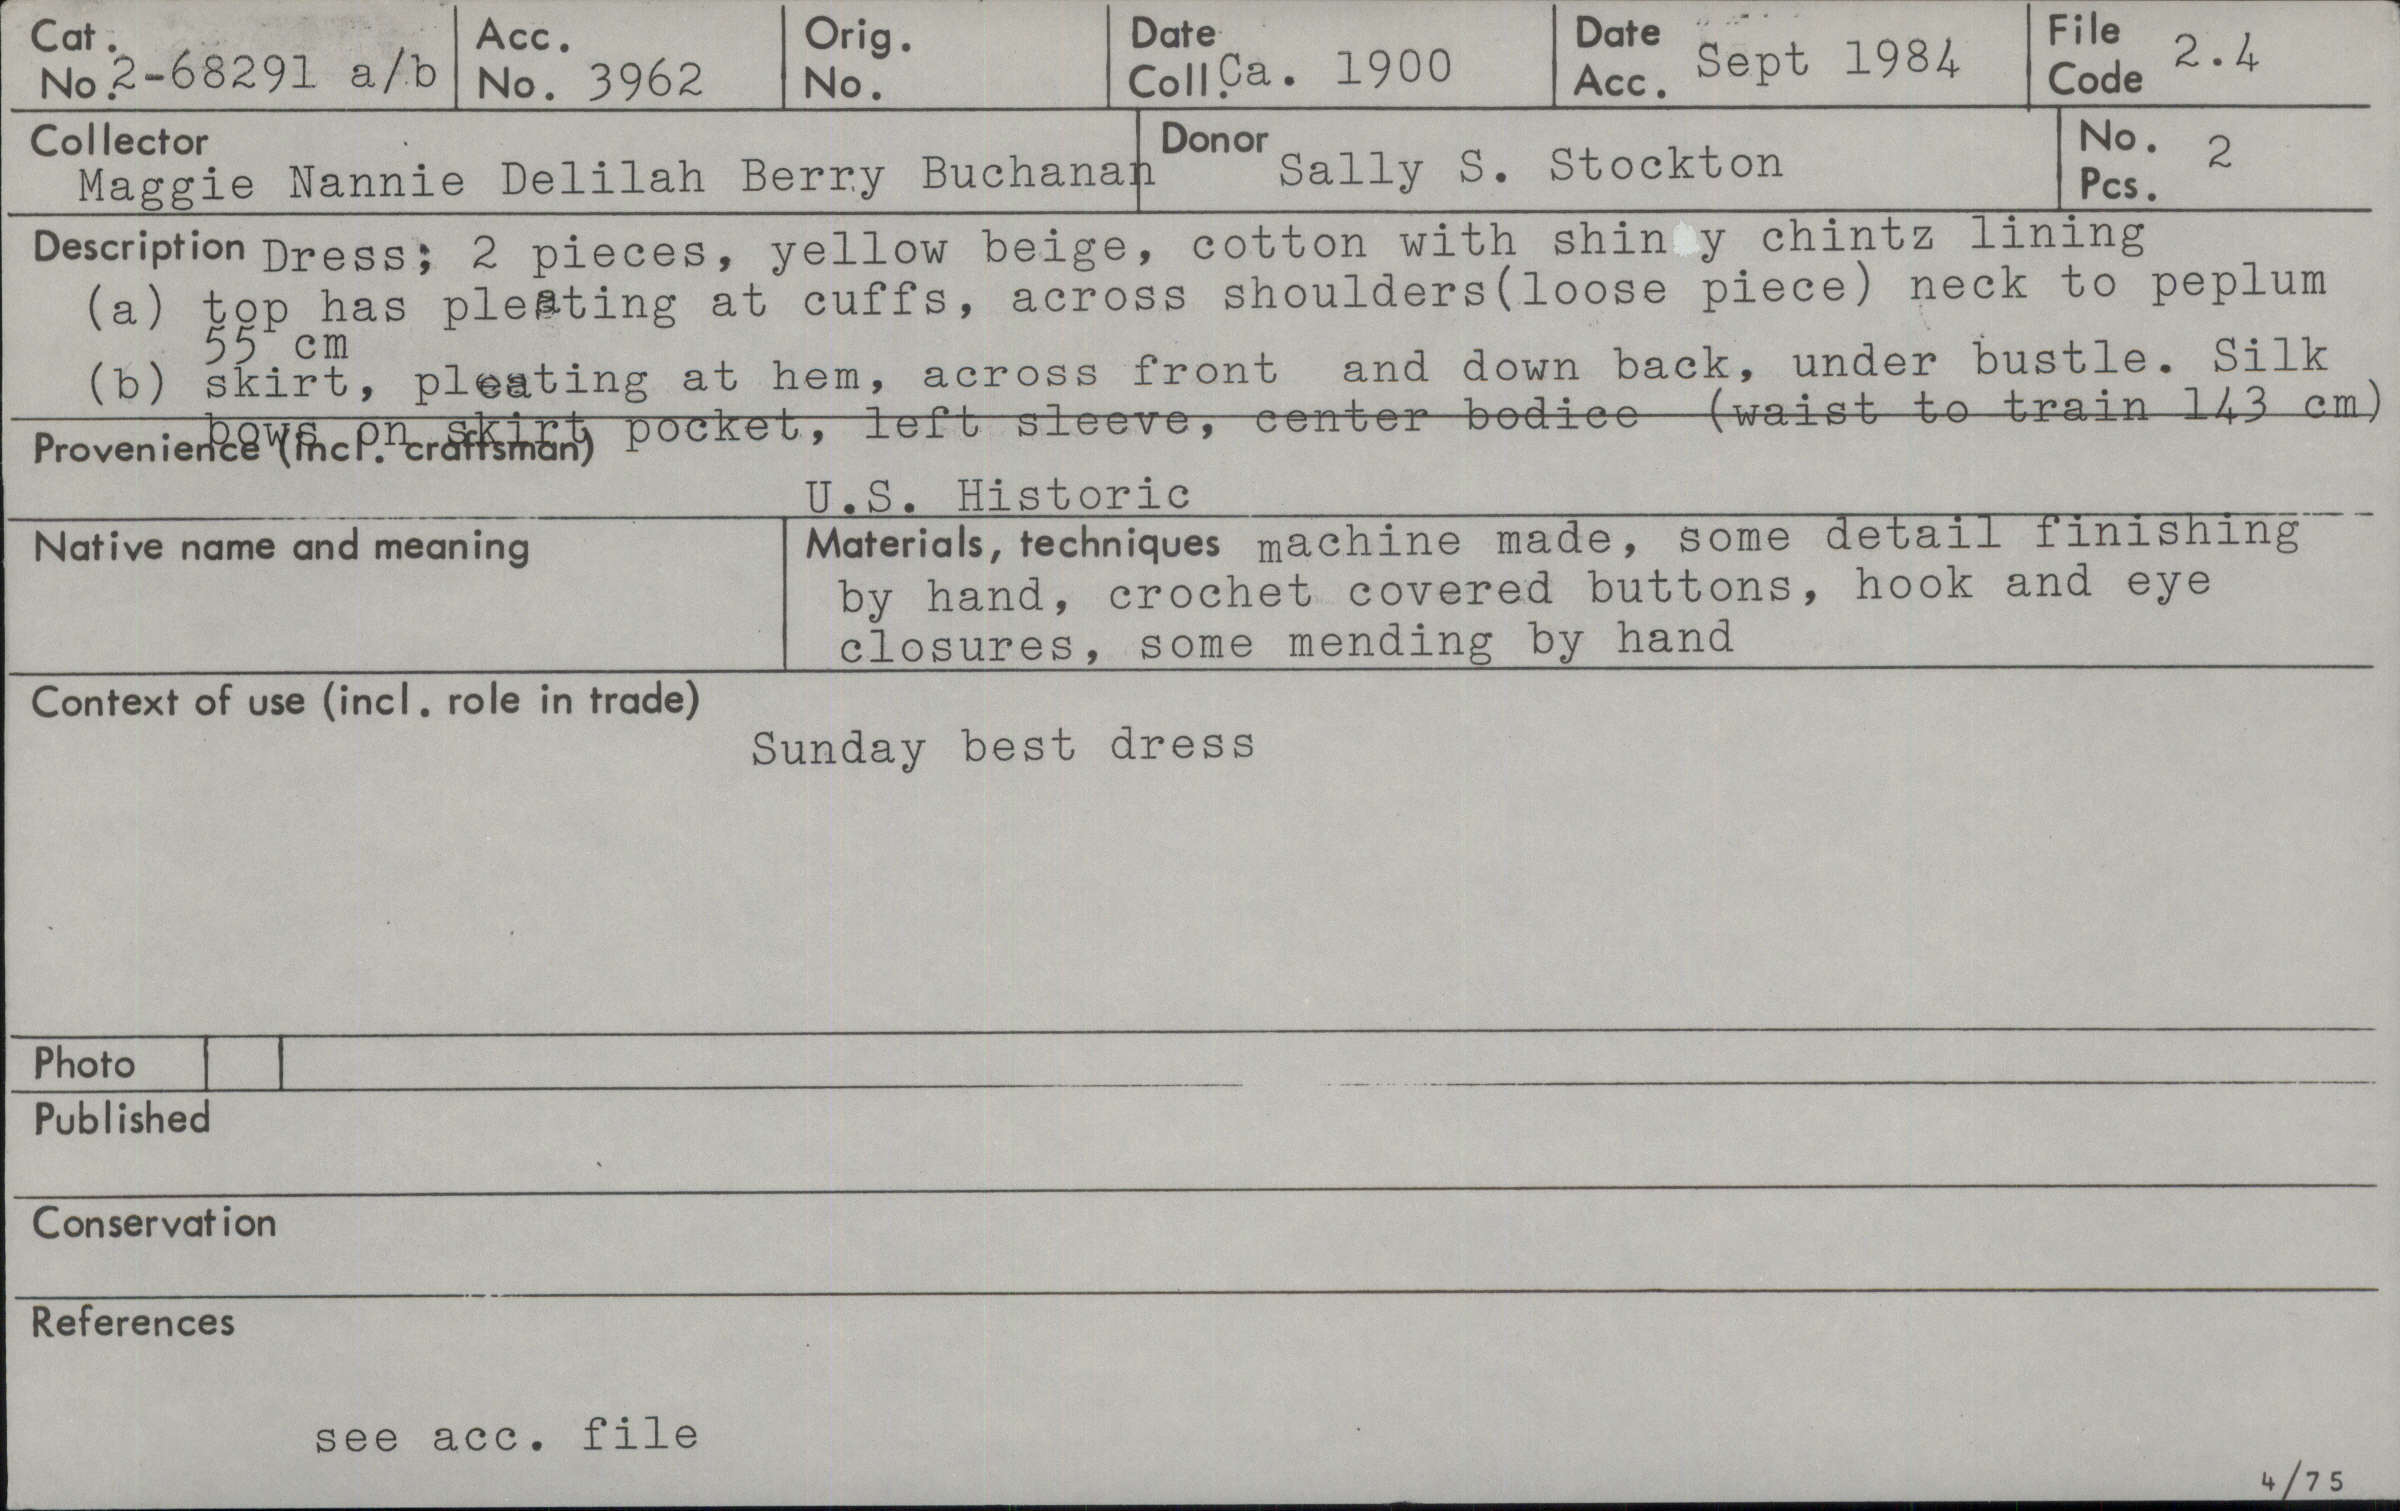 Cat. No. 2-68291 a/b Acc. No. 3962 Orig. No. Date Coll. Ca. 1900 Date Acc. Sept 1984 File Code 2.4
Collector Maggie Nannie Delilah Berry Buchanan Donor Sally S. Stockton No. Pcs. 2
Description Dress; 2 pieces, yellow beige, cotton with shin y chintz lining
(a) top has pleating at cuffs, across shoulders(loose piece) neck to peplum
55 cm
(b) skirt, pleating at hem, across front and down back, under bustle. Silk
bows on skirt pocket, left sleeve, center bodice (waist to train 143 cm)
Provenience (incl. craftsman)
U.S. Historic
Native name and meaning
Materials, techniques machine made, some detail finishing
by hand, crochet covered buttons, hook and eye
closures, some mending by hand
Context of use (incl. role in trade)
Sunday best dress
Photo
Published
Conservation
References
see acc. file
4/75